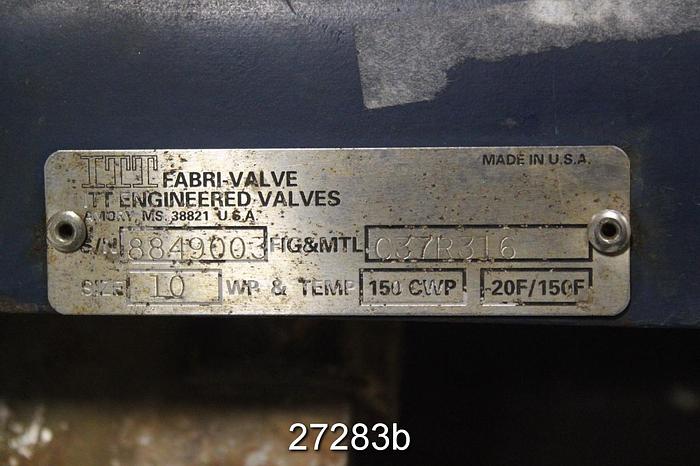 ITT FABRI-VALVE
ITT ENGINEERED VALVES
AMORY, MS. 38821 U.S.A.
MADE IN U.S.A.
S/N 8849003 FIG&MTL C37R316
SIZE 10 WP & TEMP 150 CWP -20F/150F
27283b